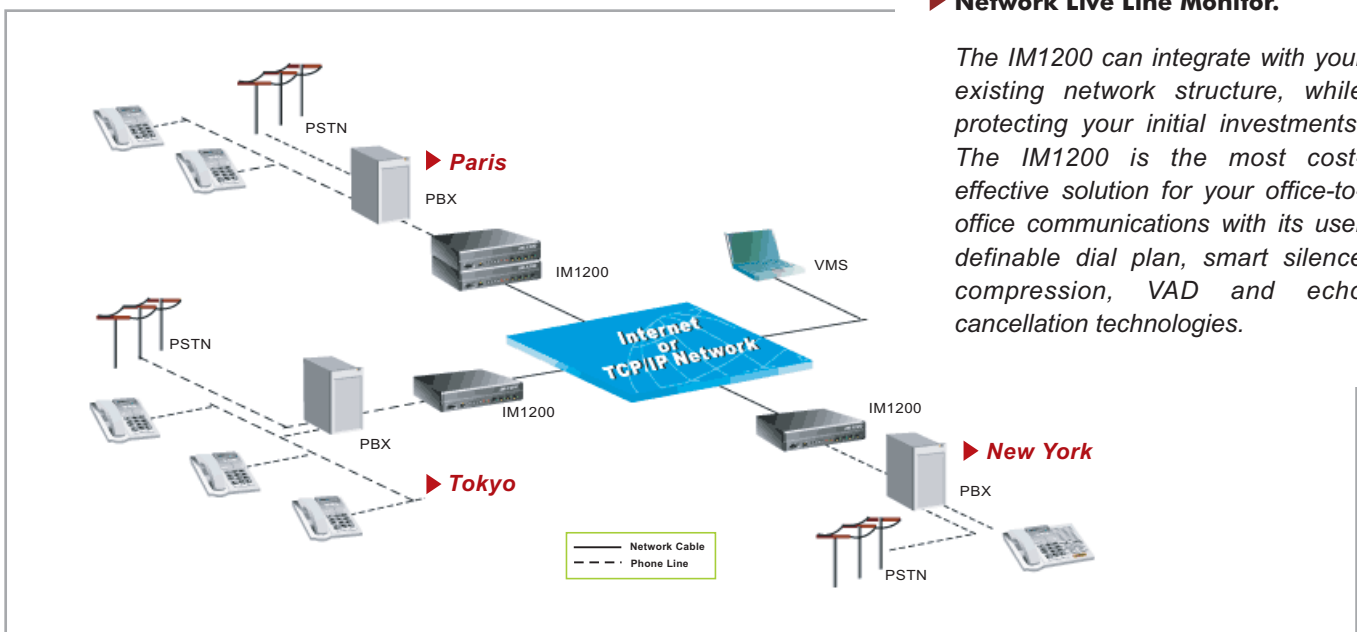 Network Live Line Monitor.
The IM1200 can integrate with your
existing network structure, while
protecting your initial investments.
The IM1200 is the most cost-
effective solution for your office-to-
office communications with its user
definable dial plan, smart silence
compression, VAD and echo
cancellation technologies.
PSTN
Paris
PBX
IM1200
VMS
Internet
or
TCP/IP Network
PSTN
PBX
IM1200
Tokyo
IM1200
New York
PBX
PSTN
Network Cable
Phone Line